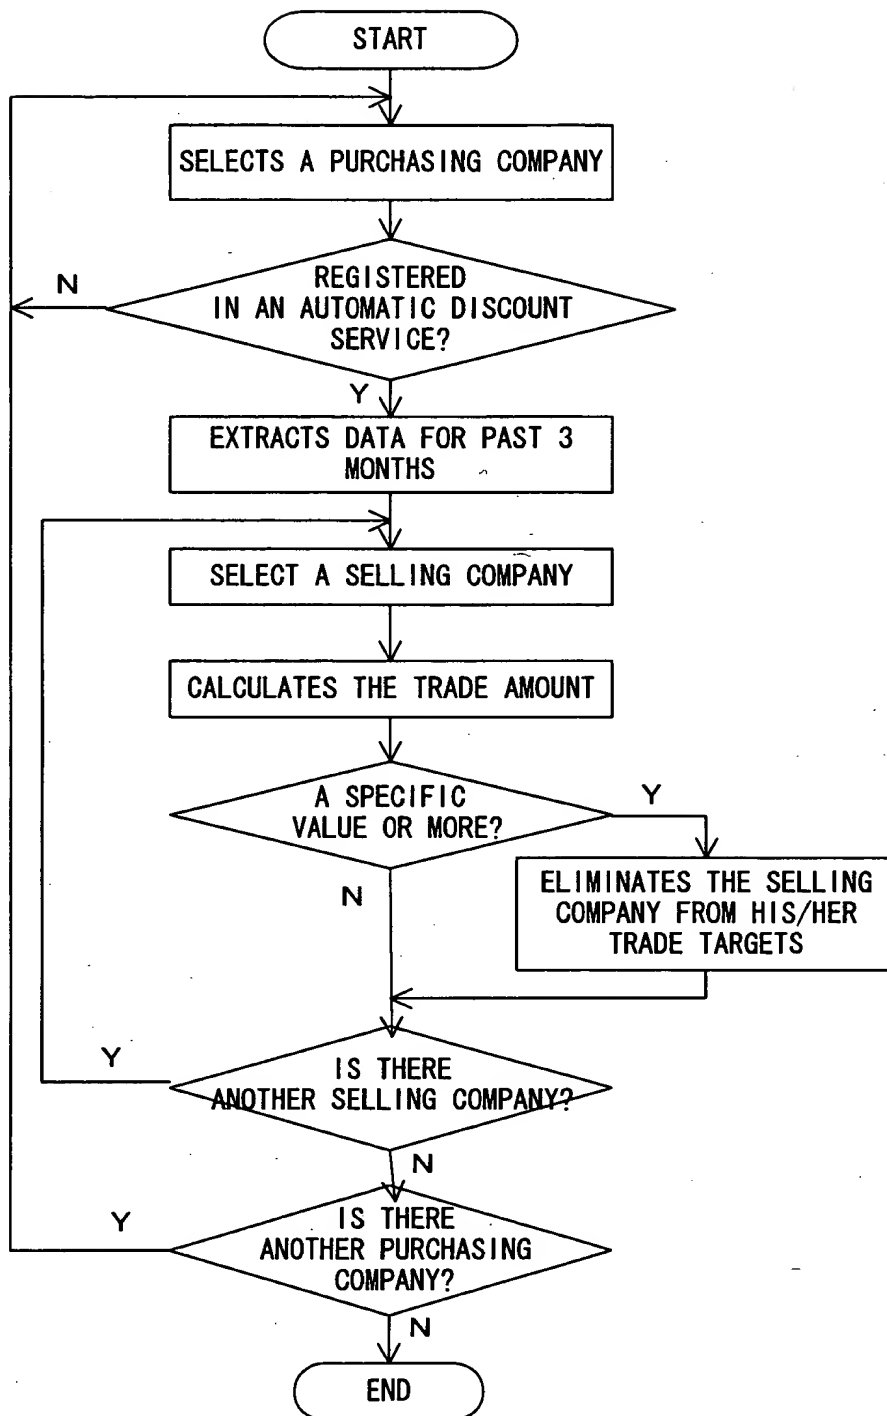 START
SELECTS A PURCHASING COMPANY
REGISTERED
IN AN AUTOMATIC DISCOUNT
SERVICE?
N
Y
EXTRACTS DATA FOR PAST 3
MONTHS
SELECT A SELLING COMPANY
CALCULATES THE TRADE AMOUNT
A SPECIFIC
VALUE OR MORE?
Y
N
ELIMINATES THE SELLING
COMPANY FROM HIS/HER
TRADE TARGETS
IS THERE
ANOTHER SELLING COMPANY?
Y
N
IS THERE
ANOTHER PURCHASING
COMPANY?
Y
N
END